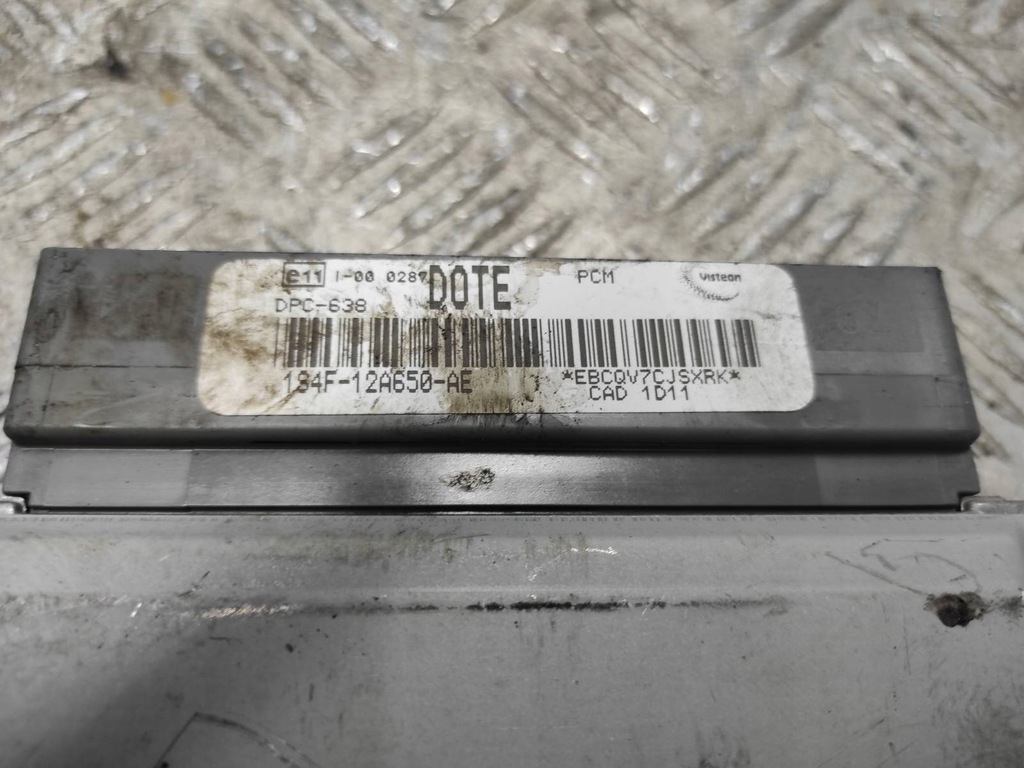 e11 I-00 0287 DOTE PCM Visteon
DPC-638
1S4F-12A650-AE *EBCQV7CJSXRK*
CAD 1D11